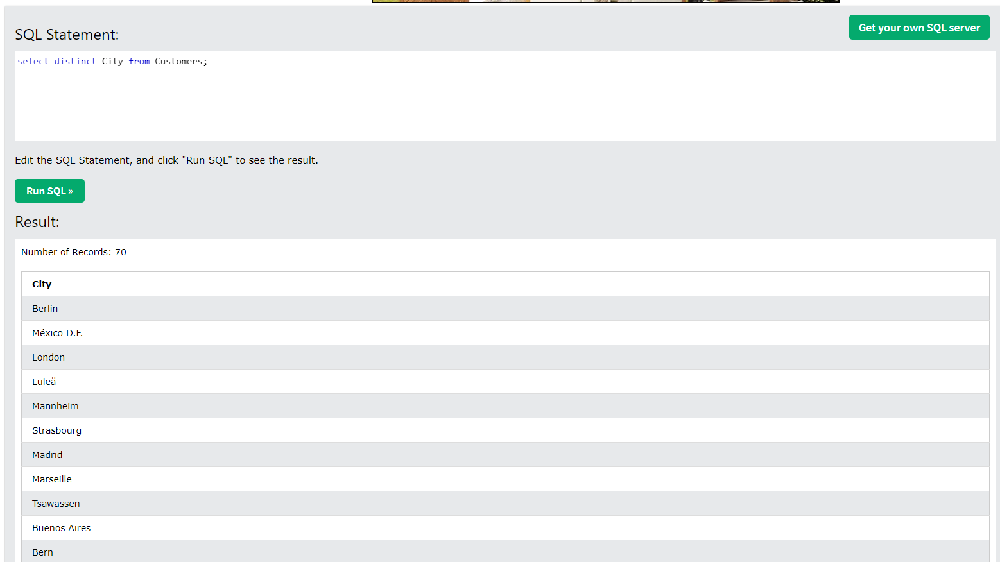 Get your own SQL server
SQL Statement:
select distinct City from Customers;
Edit the SQL Statement, and click "Run SQL" to see the result.
Run SQL »
Result:
Number of Records: 70
City
Berlin
México D.F.
London
Luleå
Mannheim
Strasbourg
Madrid
Marseille
Tsawassen
Buenos Aires
Bern